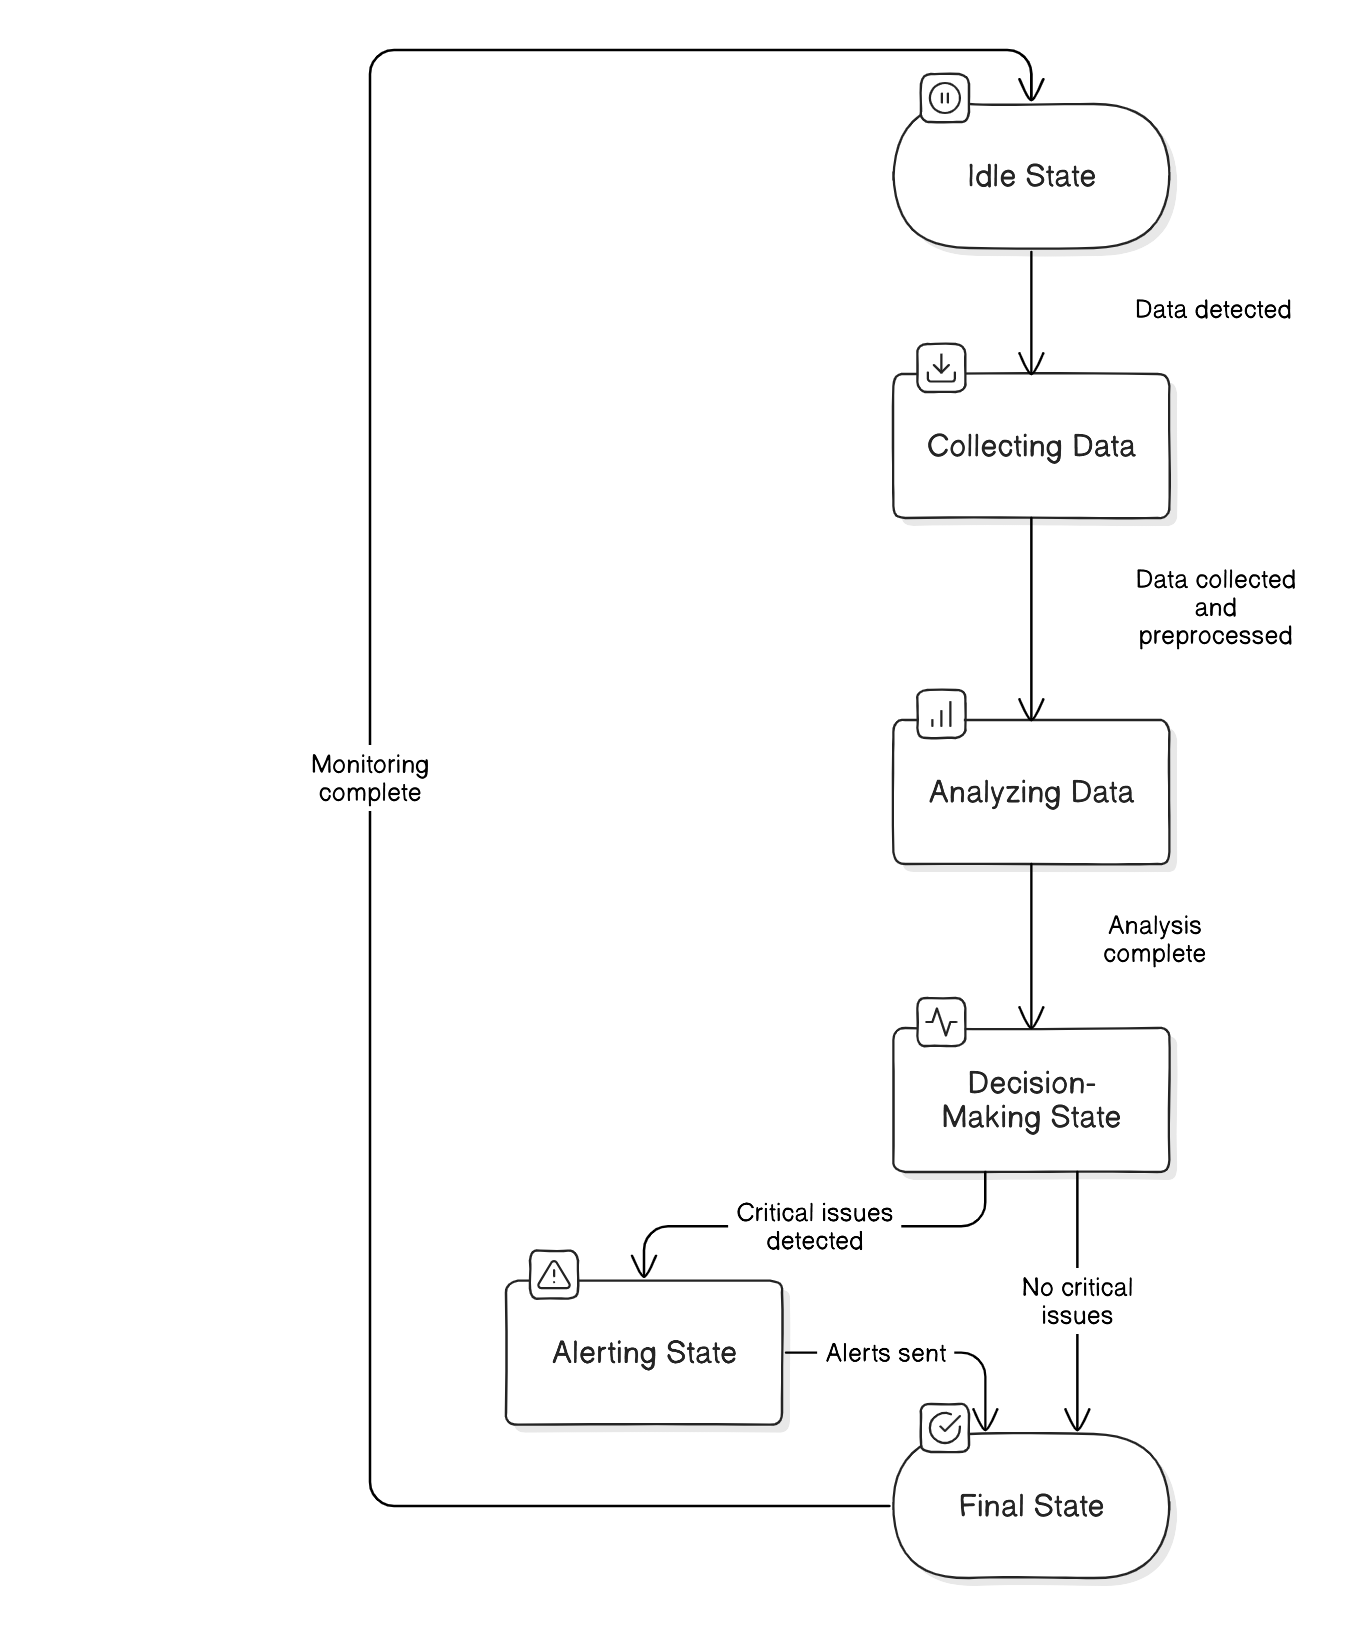 Idle State
Data detected
Collecting Data
Data collected
and
preprocessed
Monitoring
complete
Analyzing Data
Analysis
complete
Decision-
Making State
Critical issues
detected
No critical
issues
Alerting State
Alerts sent
Final State